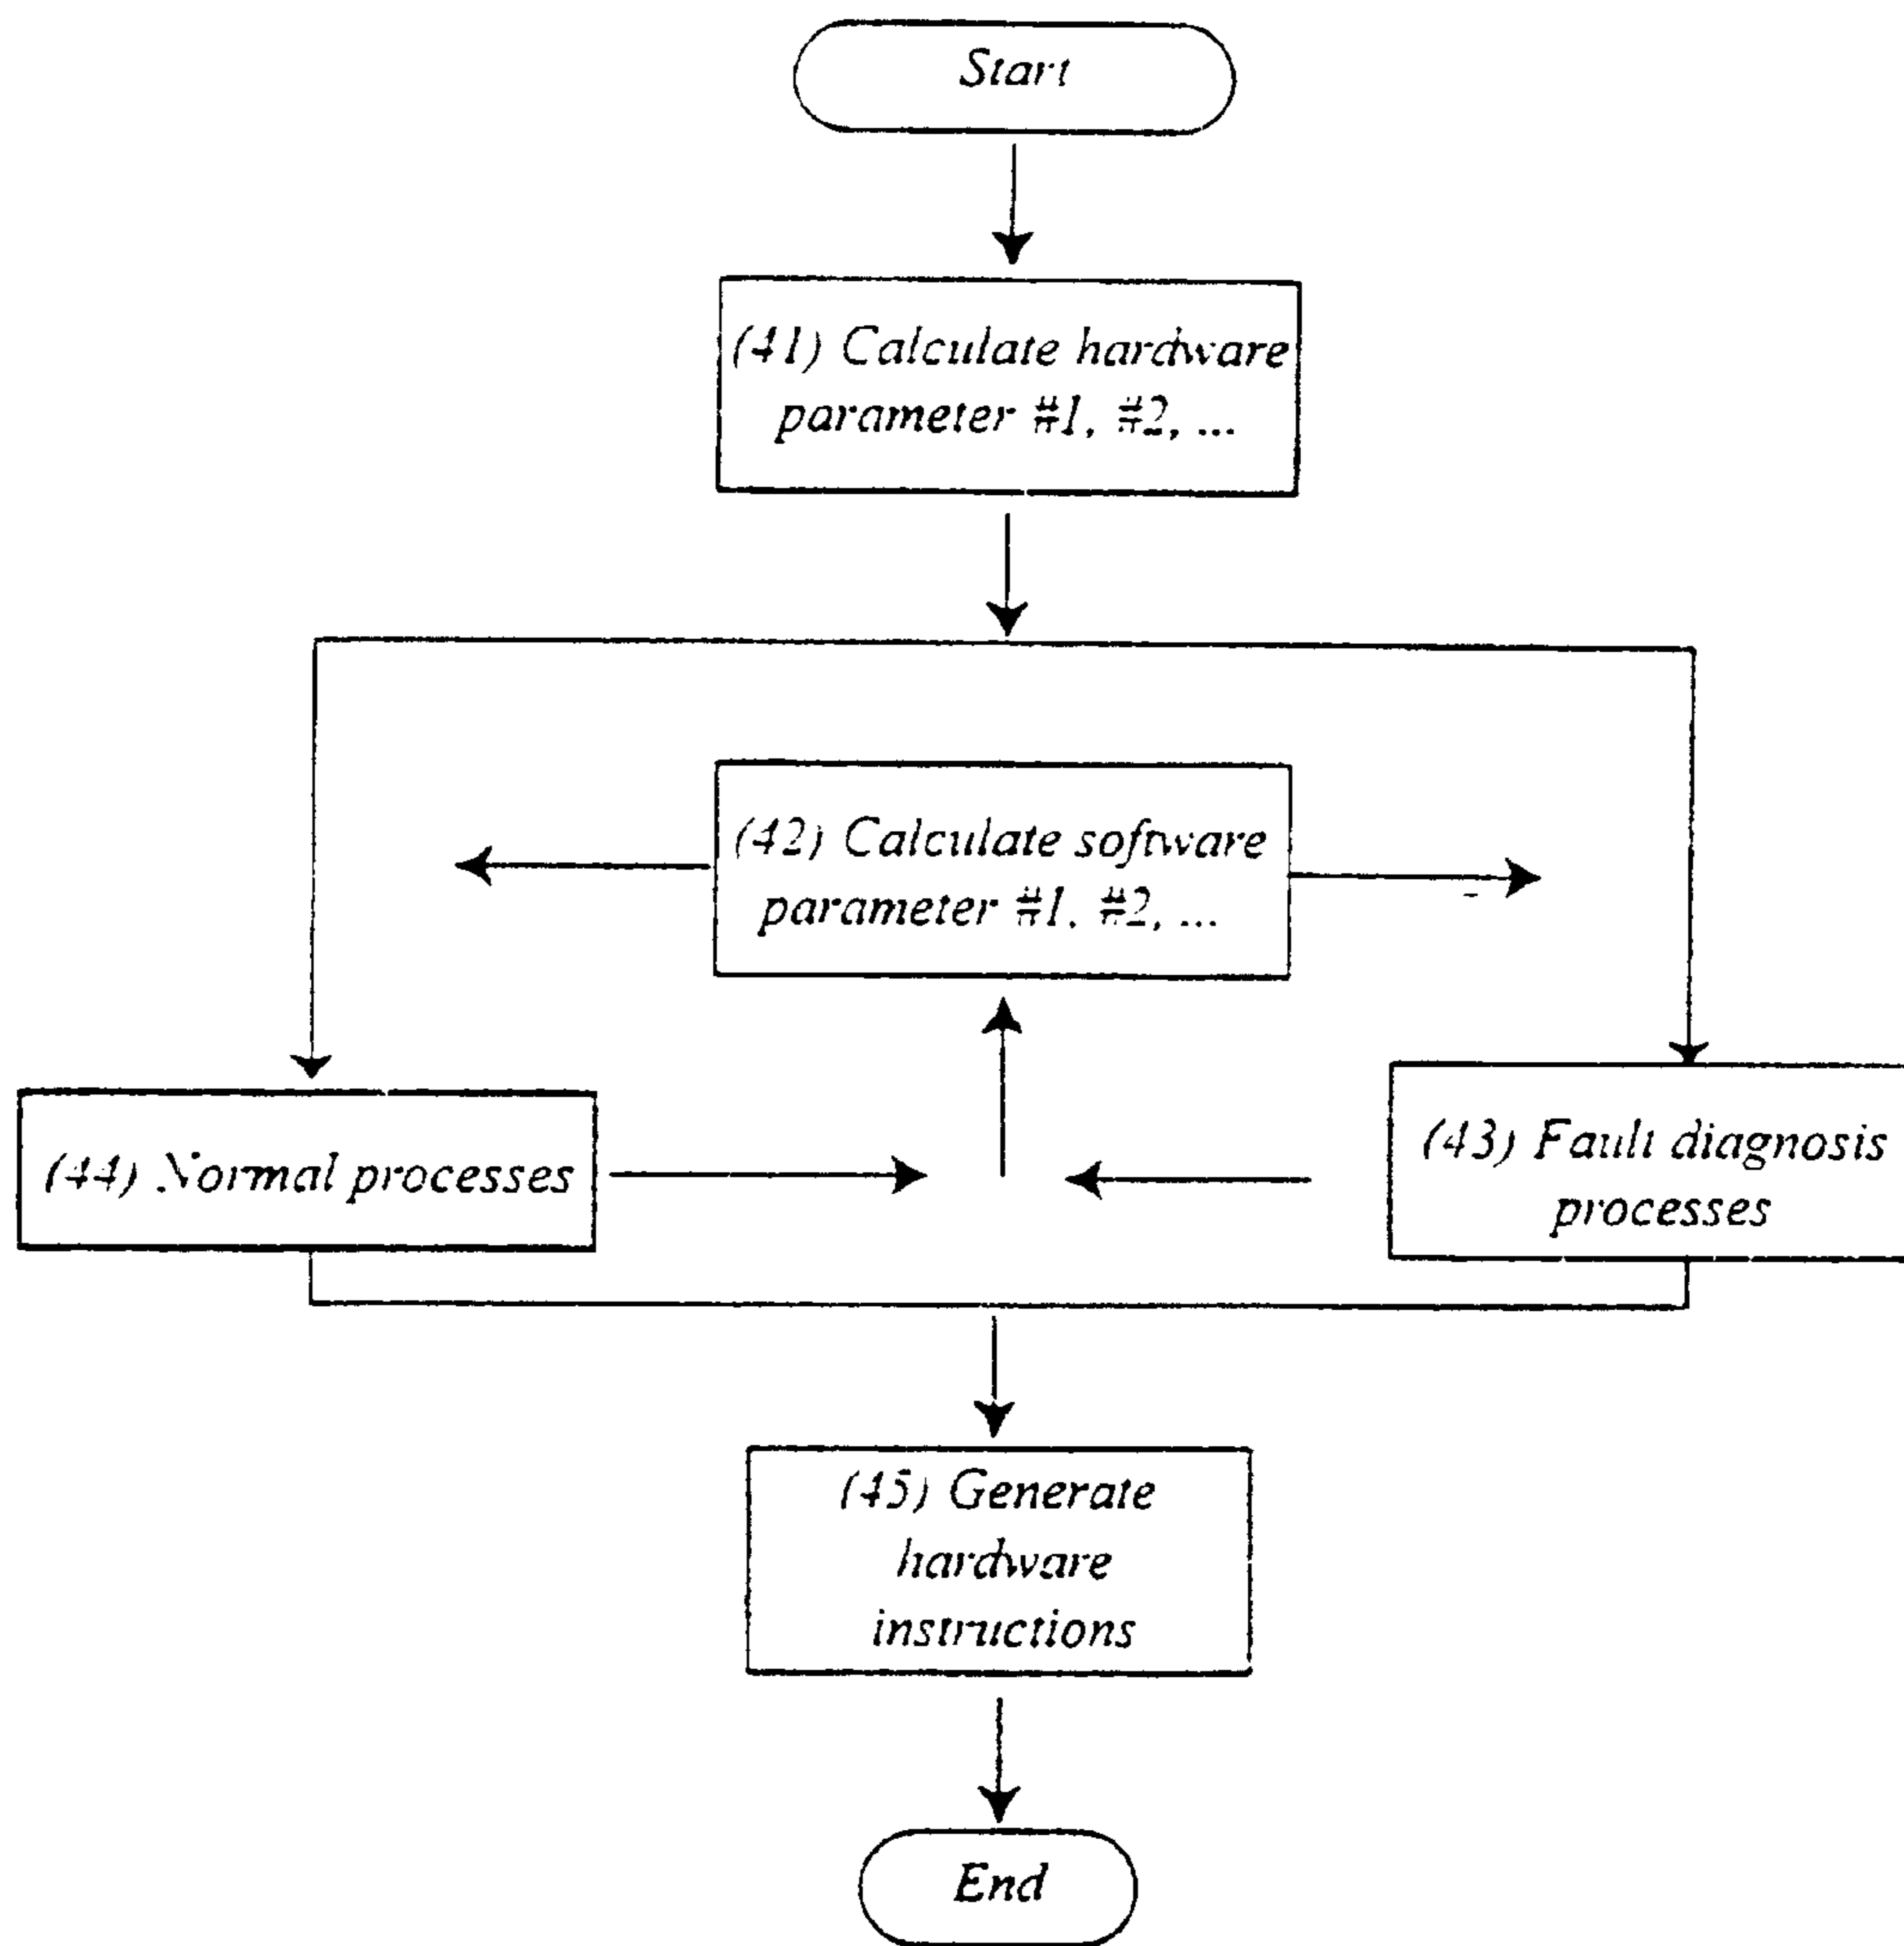 Start
(41) Calculate hardware
parameter #1, #2, ...
(42) Calculate software
parameter #1, #2, ...
(44) Normal processes
(43) Fault diagnosis
processes
(45) Generate
hardware
instructions
End